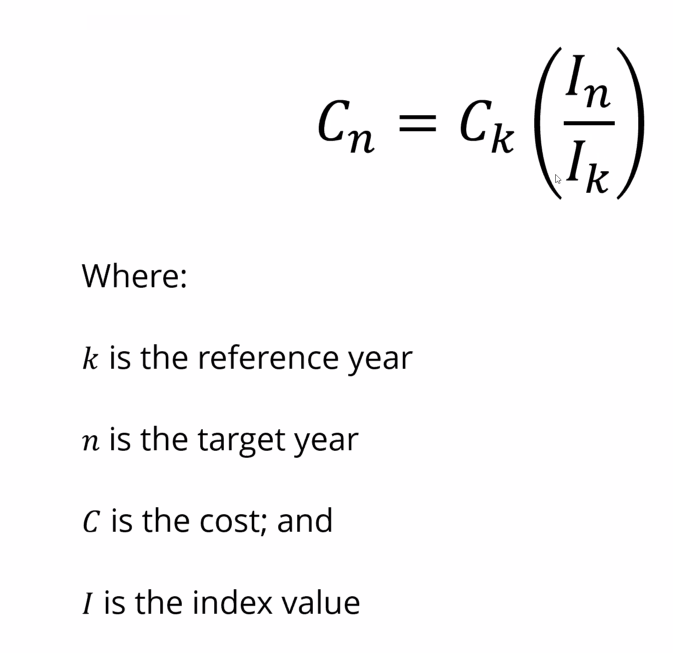 Cₙ = Cₖ (Iₙ / Iₖ)
Where:
k is the reference year
n is the target year
C is the cost; and
I is the index value